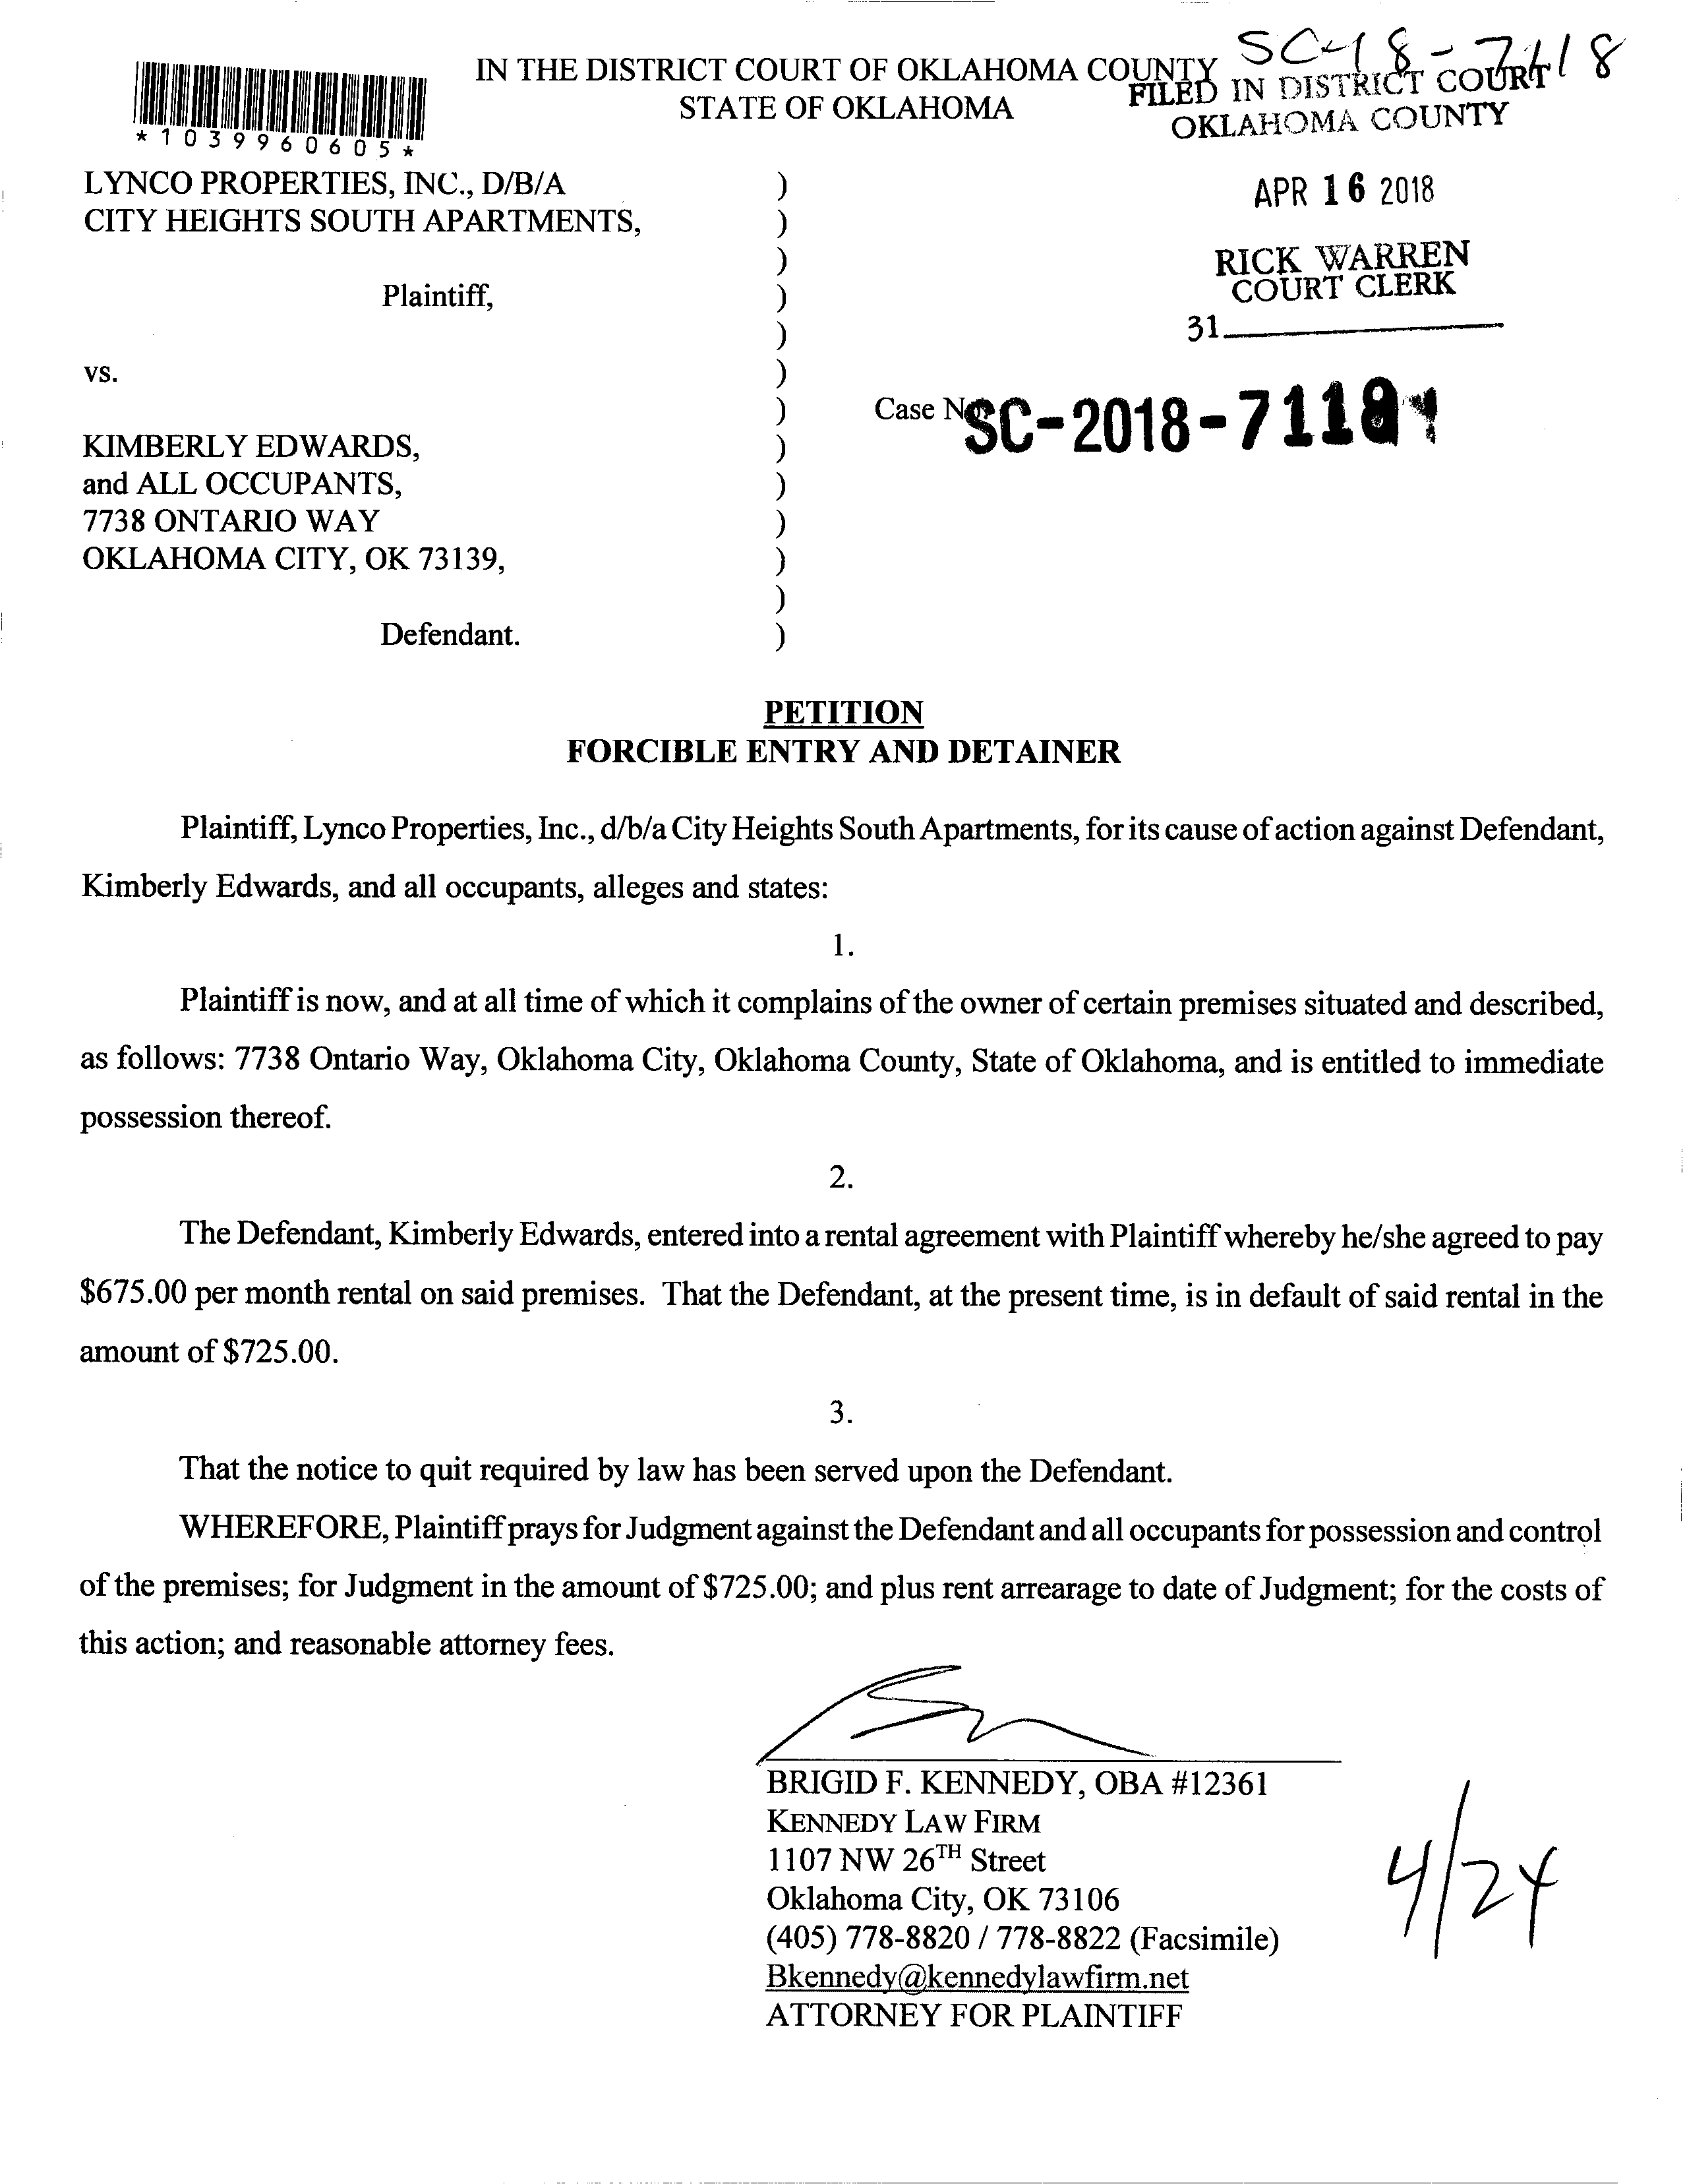 SC-18-7118
IN THE DISTRICT COURT OF OKLAHOMA COUNTY
STATE OF OKLAHOMA
FILED IN DISTRICT COURT
OKLAHOMA COUNTY
*1039960605*
APR 16 2018
RICK WARREN
COURT CLERK
31
LYNCO PROPERTIES, INC., D/B/A )
CITY HEIGHTS SOUTH APARTMENTS, )
)
Plaintiff, )
)
vs. )
) Case No. SC-2018-7118
KIMBERLY EDWARDS, )
and ALL OCCUPANTS, )
7738 ONTARIO WAY )
OKLAHOMA CITY, OK 73139, )
)
Defendant. )
PETITION
FORCIBLE ENTRY AND DETAINER
Plaintiff, Lynco Properties, Inc., d/b/a City Heights South Apartments, for its cause of action against Defendant,
Kimberly Edwards, and all occupants, alleges and states:
1.
Plaintiff is now, and at all time of which it complains of the owner of certain premises situated and described,
as follows: 7738 Ontario Way, Oklahoma City, Oklahoma County, State of Oklahoma, and is entitled to immediate
possession thereof.
2.
The Defendant, Kimberly Edwards, entered into a rental agreement with Plaintiff whereby he/she agreed to pay
$675.00 per month rental on said premises. That the Defendant, at the present time, is in default of said rental in the
amount of $725.00.
3.
That the notice to quit required by law has been served upon the Defendant.
WHEREFORE, Plaintiff prays for Judgment against the Defendant and all occupants for possession and control
of the premises; for Judgment in the amount of $725.00; and plus rent arrearage to date of Judgment; for the costs of
this action; and reasonable attorney fees.
BRIGID F. KENNEDY, OBA #12361
KENNEDY LAW FIRM
1107 NW 26TH Street
Oklahoma City, OK 73106
(405) 778-8820 / 778-8822 (Facsimile)
Bkennedy@kennedylawfirm.net
ATTORNEY FOR PLAINTIFF
4/24